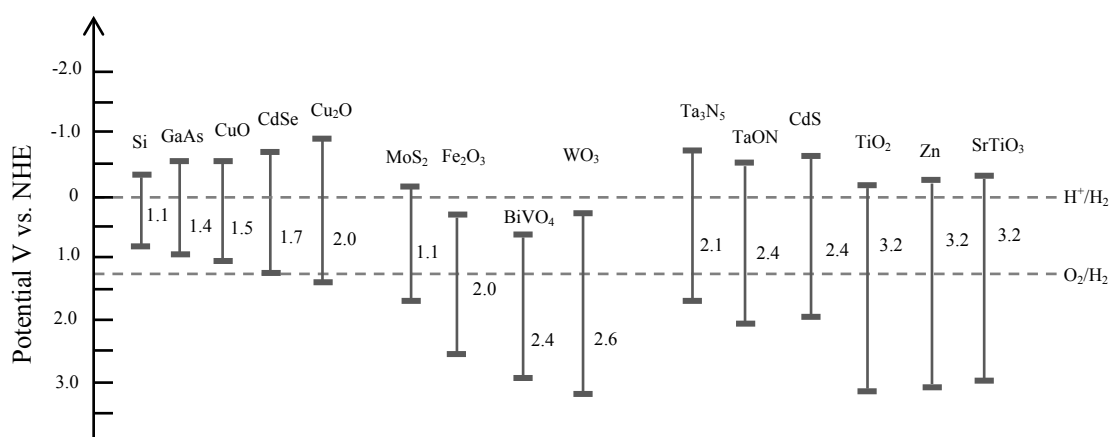 Potential V vs. NHE
-2.0
-1.0
0
1.0
2.0
3.0
Si
GaAs
CuO
CdSe
Cu₂O
MoS₂
Fe₂O₃
BiVO₄
WO₃
Ta₃N₅
TaON
CdS
TiO₂
Zn
SrTiO₃
1.1
1.4
1.5
1.7
2.0
1.1
2.0
2.4
2.6
2.1
2.4
2.4
3.2
3.2
3.2
H⁺/H₂
O₂/H₂